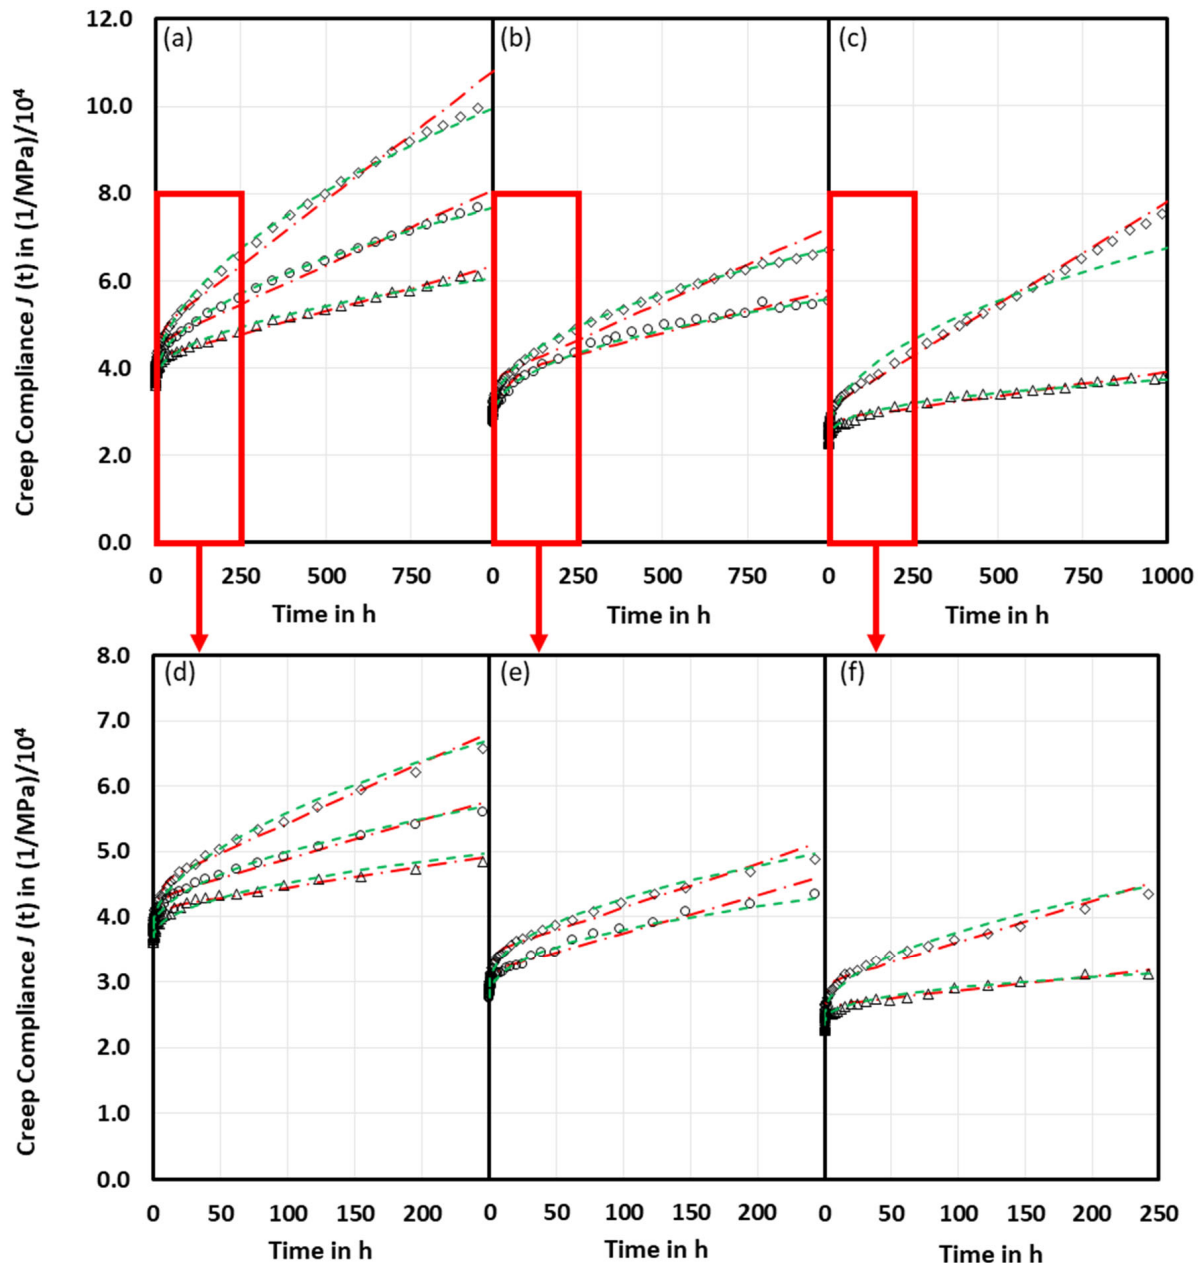 Creep Compliance J (t) in (1/MPa)/10⁴
12.0
10.0
8.0
6.0
4.0
2.0
0.0
(a) (b) (c)
0 250 500 750 0 250 500 750 0 250 500 750 1000
Time in h Time in h Time in h
Creep Compliance J (t) in (1/MPa)/10⁴
8.0
7.0
6.0
5.0
4.0
3.0
2.0
1.0
0.0
(d) (e) (f)
0 50 100 150 200 0 50 100 150 200 0 50 100 150 200 250
Time in h Time in h Time in h